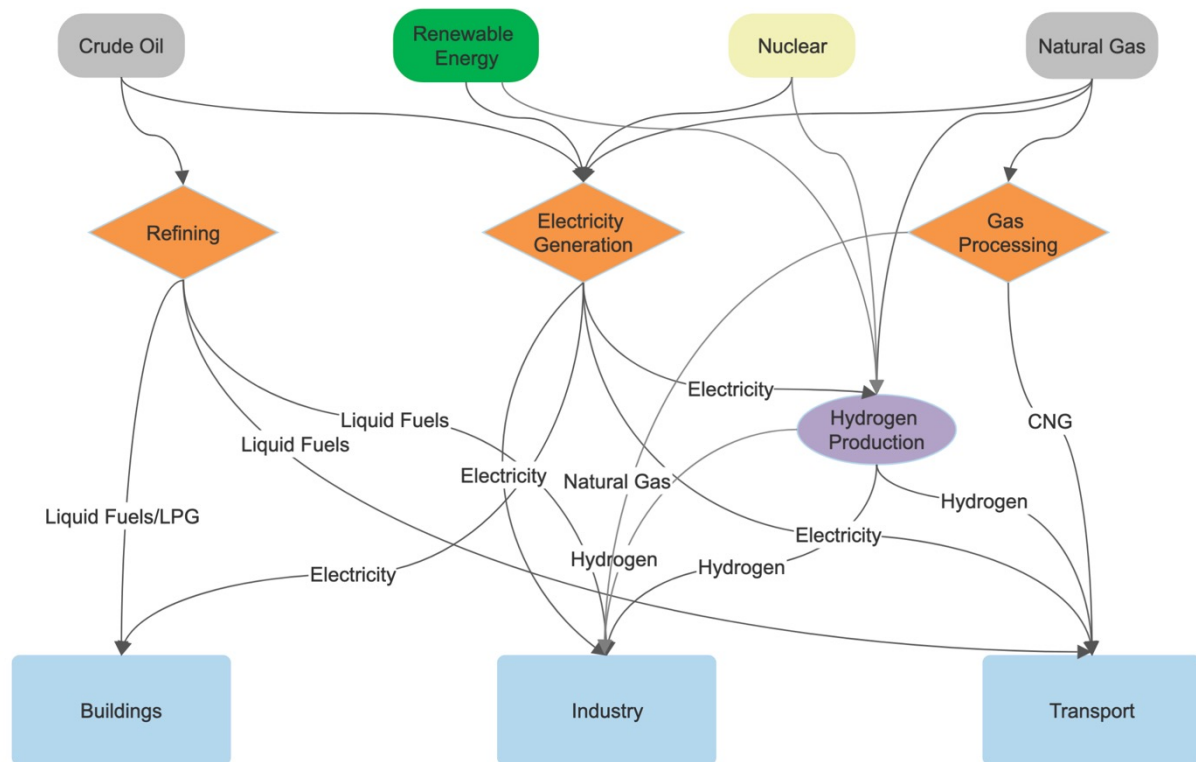 Crude Oil
Renewable
Energy
Nuclear
Natural Gas
Refining
Electricity
Generation
Gas
Processing
Electricity
Liquid Fuels
Liquid Fuels
Hydrogen
Production
CNG
Electricity
Natural Gas
Hydrogen
Liquid Fuels/LPG
Electricity
Hydrogen
Hydrogen
Electricity
Buildings
Industry
Transport